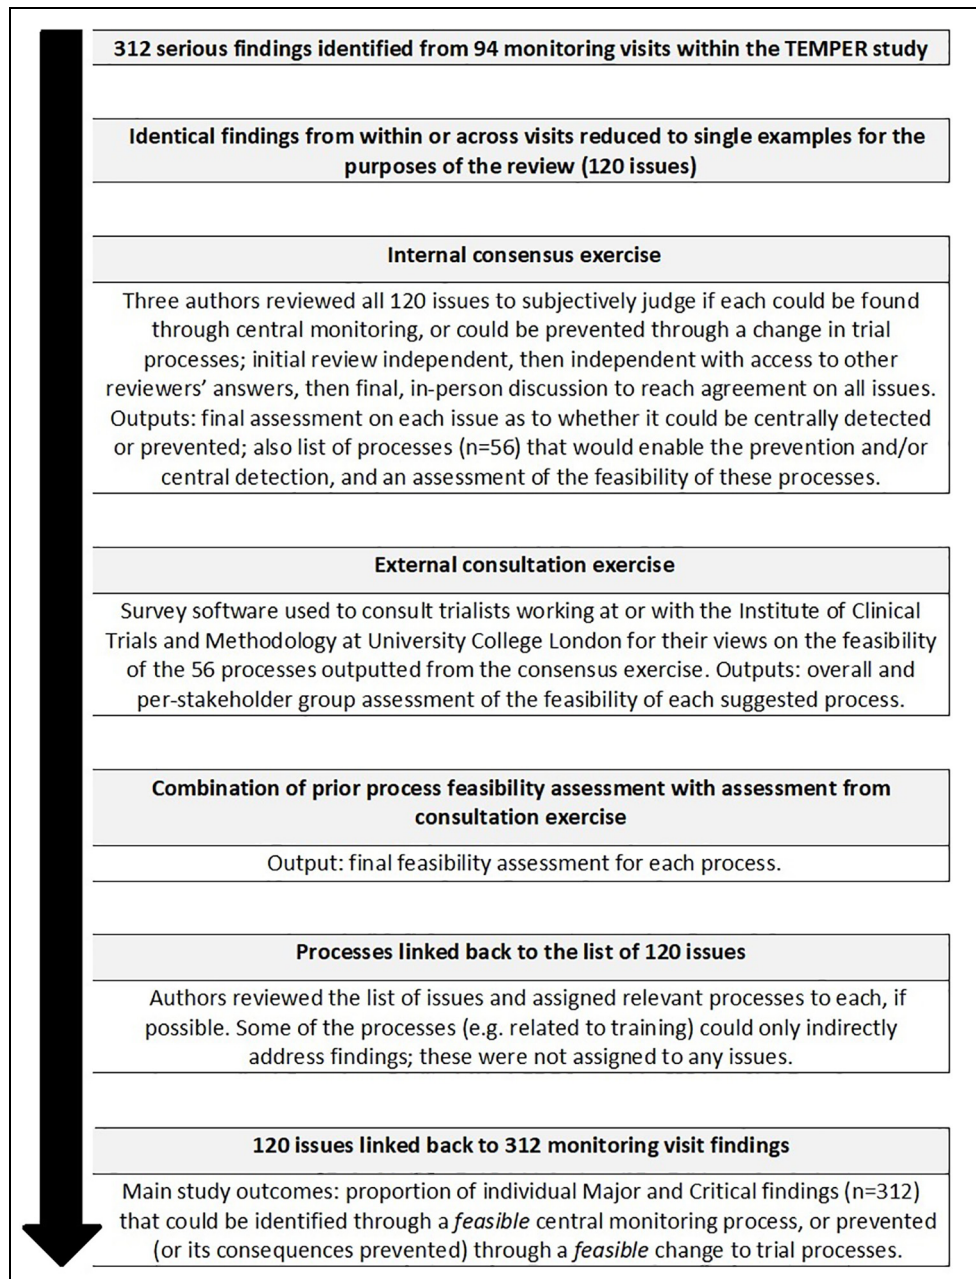 312 serious findings identified from 94 monitoring visits within the TEMPER study
Identical findings from within or across visits reduced to single examples for the
purposes of the review (120 issues)
Internal consensus exercise
Three authors reviewed all 120 issues to subjectively judge if each could be found
through central monitoring, or could be prevented through a change in trial
processes; initial review independent, then independent with access to other
reviewers’ answers, then final, in-person discussion to reach agreement on all issues.
Outputs: final assessment on each issue as to whether it could be centrally detected
or prevented; also list of processes (n=56) that would enable the prevention and/or
central detection, and an assessment of the feasibility of these processes.
External consultation exercise
Survey software used to consult trialists working at or with the Institute of Clinical
Trials and Methodology at University College London for their views on the feasibility
of the 56 processes outputted from the consensus exercise. Outputs: overall and
per-stakeholder group assessment of the feasibility of each suggested process.
Combination of prior process feasibility assessment with assessment from
consultation exercise
Output: final feasibility assessment for each process.
Processes linked back to the list of 120 issues
Authors reviewed the list of issues and assigned relevant processes to each, if
possible. Some of the processes (e.g. related to training) could only indirectly
address findings; these were not assigned to any issues.
120 issues linked back to 312 monitoring visit findings
Main study outcomes: proportion of individual Major and Critical findings (n=312)
that could be identified through a feasible central monitoring process, or prevented
(or its consequences prevented) through a feasible change to trial processes.